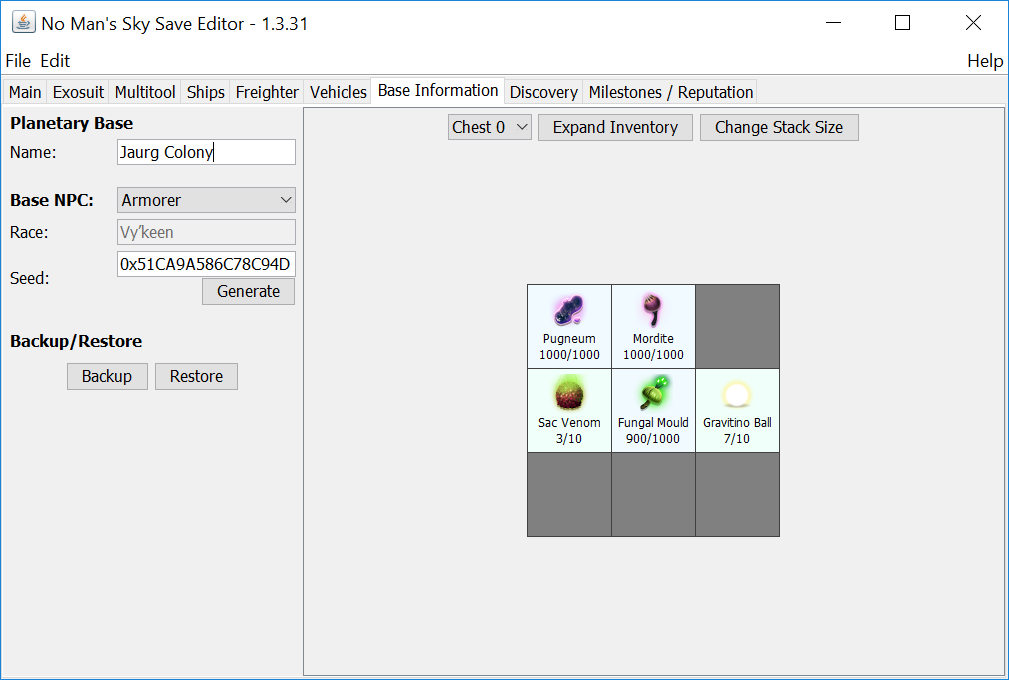 No Man's Sky Save Editor - 1.3.31
File Edit Help
Main Exosuit Multitool Ships Freighter Vehicles Base Information Discovery Milestones / Reputation
Planetary Base
Name: Jaurg Colony
Base NPC: Armorer
Race: Vy'keen
Seed: 0x51CA9A586C78C94D
Generate
Backup/Restore
Backup Restore
Chest 0 Expand Inventory Change Stack Size
Pugneum Mordite
1000/1000 1000/1000
Sac Venom Fungal Mould Gravitino Ball
3/10 900/1000 7/10